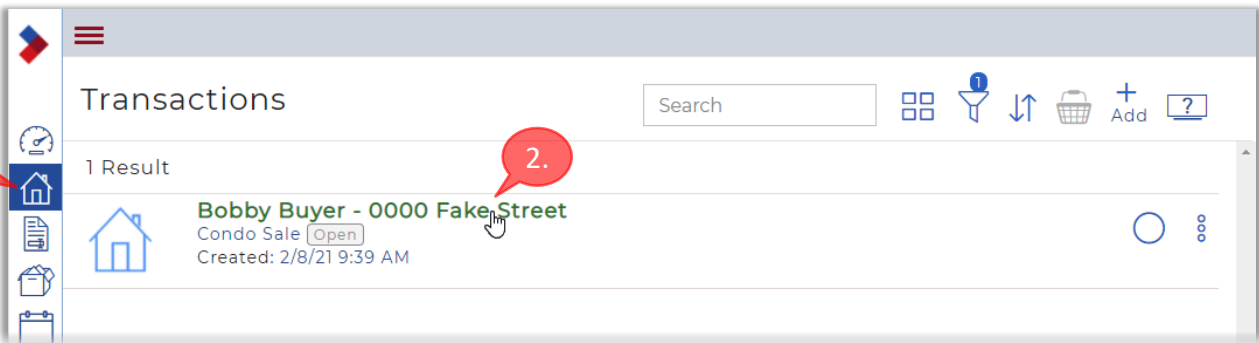 Transactions
Search
1
Add
?
1 Result
2.
Bobby Buyer - 0000 Fake Street
Condo Sale Open
Created: 2/8/21 9:39 AM